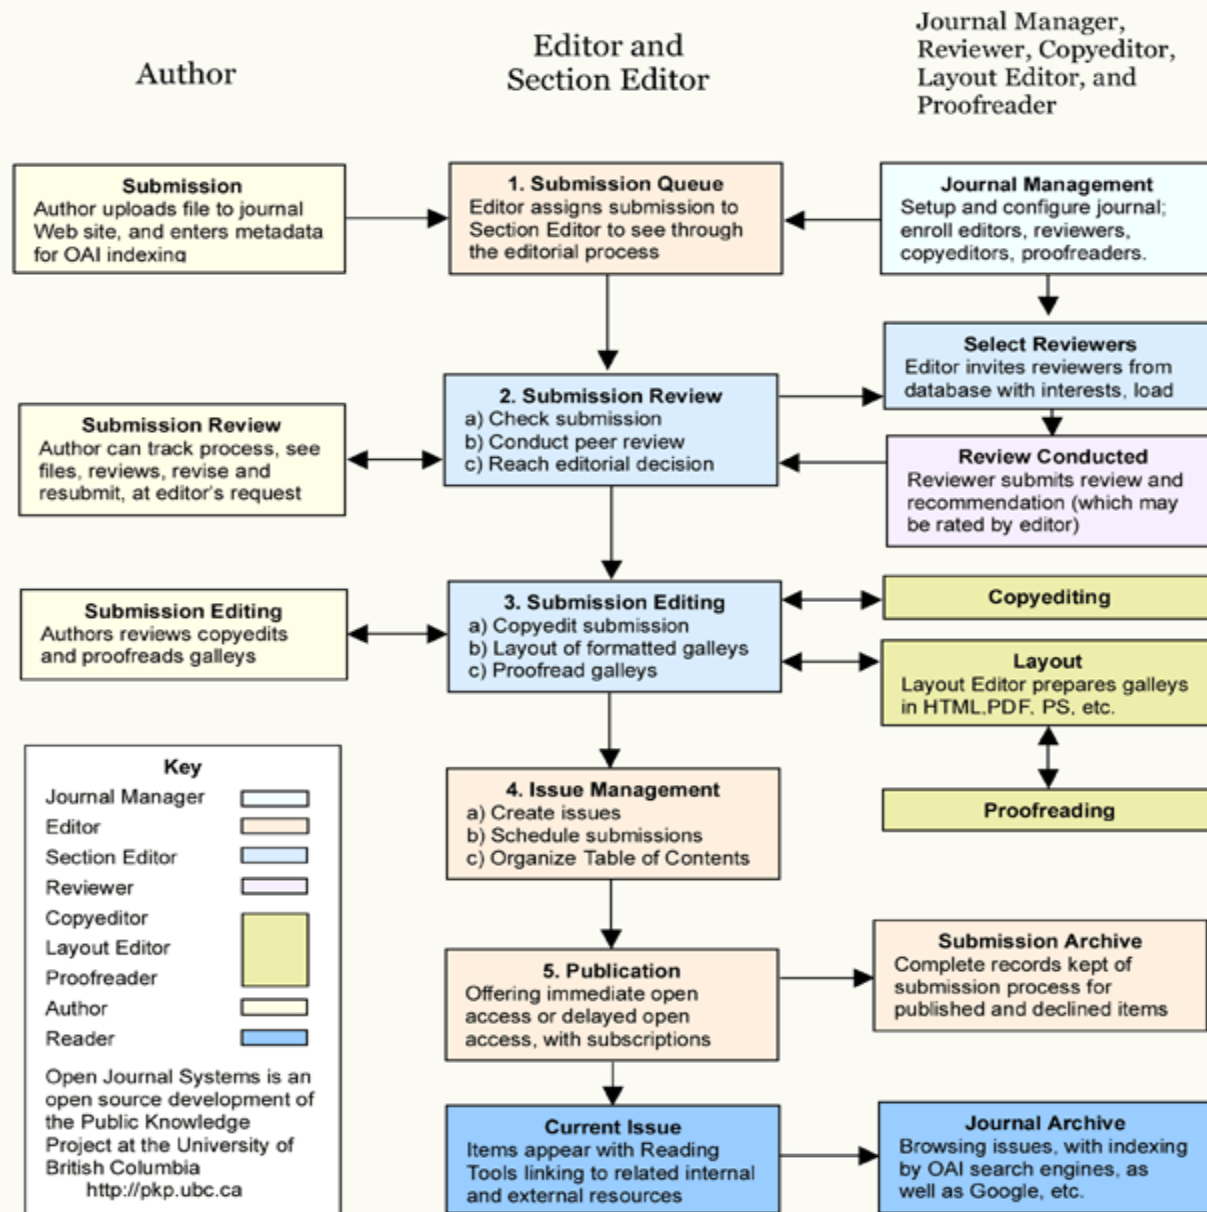 Author
Editor and
Section Editor
Journal Manager,
Reviewer, Copyeditor,
Layout Editor, and
Proofreader
Submission
Author uploads file to journal
Web site, and enters metadata
for OAI indexing
1. Submission Queue
Editor assigns submission to
Section Editor to see through
the editorial process
Journal Management
Setup and configure journal;
enroll editors, reviewers,
copyeditors, proofreaders.
Select Reviewers
Editor invites reviewers from
database with interests, load
Submission Review
Author can track process, see
files, reviews, revise and
resubmit, at editor's request
2. Submission Review
a) Check submission
b) Conduct peer review
c) Reach editorial decision
Review Conducted
Reviewer submits review and
recommendation (which may
be rated by editor)
Submission Editing
Authors reviews copyedits
and proofreads galleys
3. Submission Editing
a) Copyedit submission
b) Layout of formatted galleys
c) Proofread galleys
Copyediting
Layout
Layout Editor prepares galleys
in HTML,PDF, PS, etc.
Proofreading
4. Issue Management
a) Create issues
b) Schedule submissions
c) Organize Table of Contents
5. Publication
Offering immediate open
access or delayed open
access, with subscriptions
Submission Archive
Complete records kept of
submission process for
published and declined items
Current Issue
Items appear with Reading
Tools linking to related internal
and external resources
Journal Archive
Browsing issues, with indexing
by OAI search engines, as
well as Google, etc.
Key
Journal Manager
Editor
Section Editor
Reviewer
Copyeditor
Layout Editor
Proofreader
Author
Reader
Open Journal Systems is an
open source development of
the Public Knowledge
Project at the University of
British Columbia
http://pkp.ubc.ca